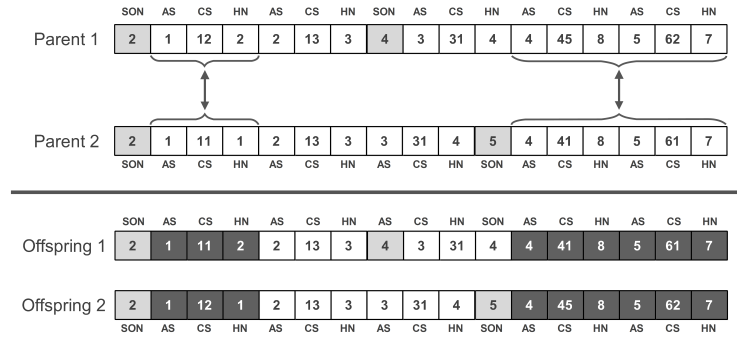 SON AS CS HN AS CS HN SON AS CS HN AS CS HN AS CS HN
Parent 1 2 1 12 2 2 13 3 4 3 31 4 4 45 8 5 62 7
Parent 2 2 1 11 1 2 13 3 3 31 4 5 4 41 8 5 61 7
SON AS CS HN AS CS HN AS CS HN SON AS CS HN AS CS HN
SON AS CS HN AS CS HN AS CS HN SON AS CS HN AS CS HN
Offspring 1 2 1 11 2 2 13 3 4 3 31 4 4 41 8 5 61 7
Offspring 2 2 1 12 1 2 13 3 3 31 4 5 4 45 8 5 62 7
SON AS CS HN AS CS HN AS CS HN SON AS CS HN AS CS HN